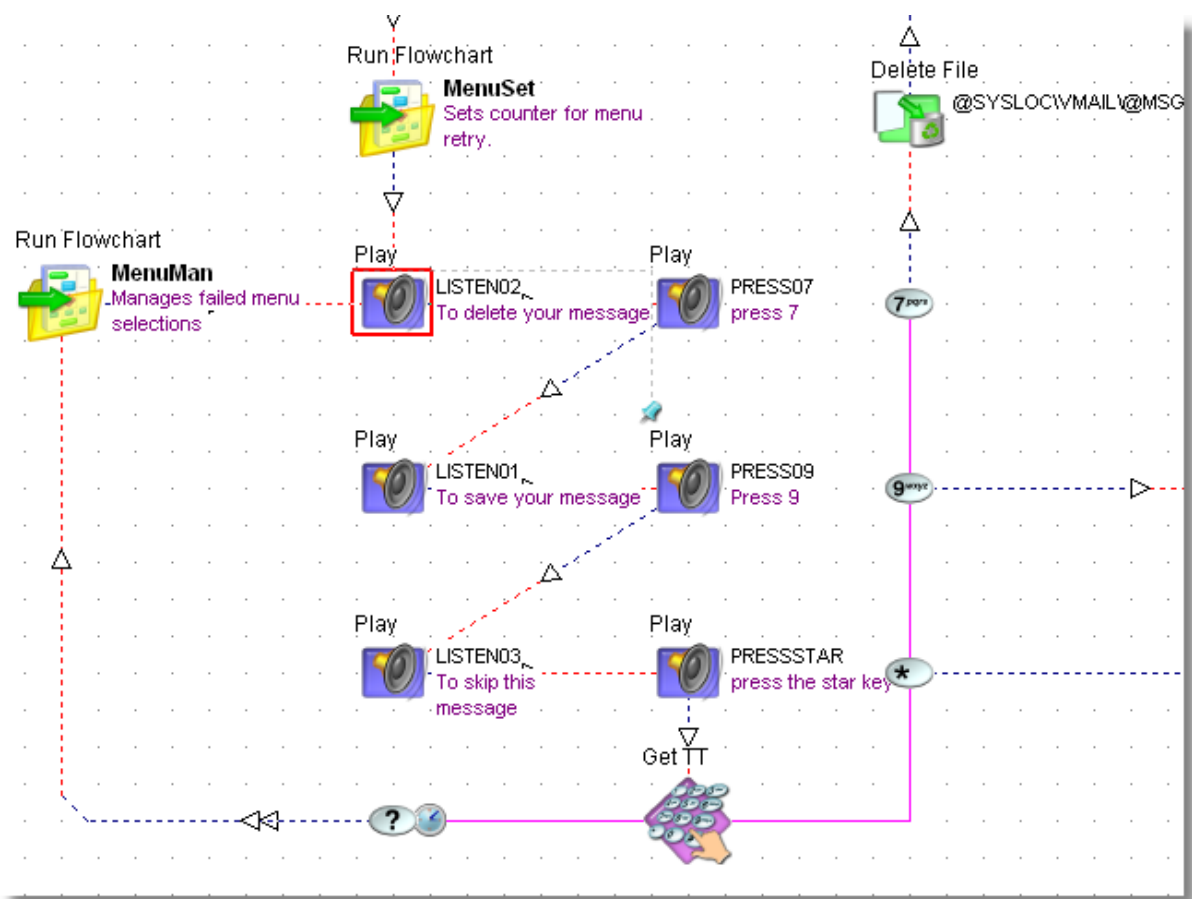 Run Flowchart
MenuSet
Sets counter for menu
retry.
Delete File
@SYSLOC\VMAIL\@MSG
Run Flowchart
MenuMan
Manages failed menu
selections
Play
LISTEN02
To delete your message
Play
PRESS07
press 7
7 pqrs
Play
LISTEN01
To save your message
Play
PRESS09
Press 9
9 wxyz
Play
LISTEN03
To skip this
message
Play
PRESSSTAR
press the star key
*
Get TT
?